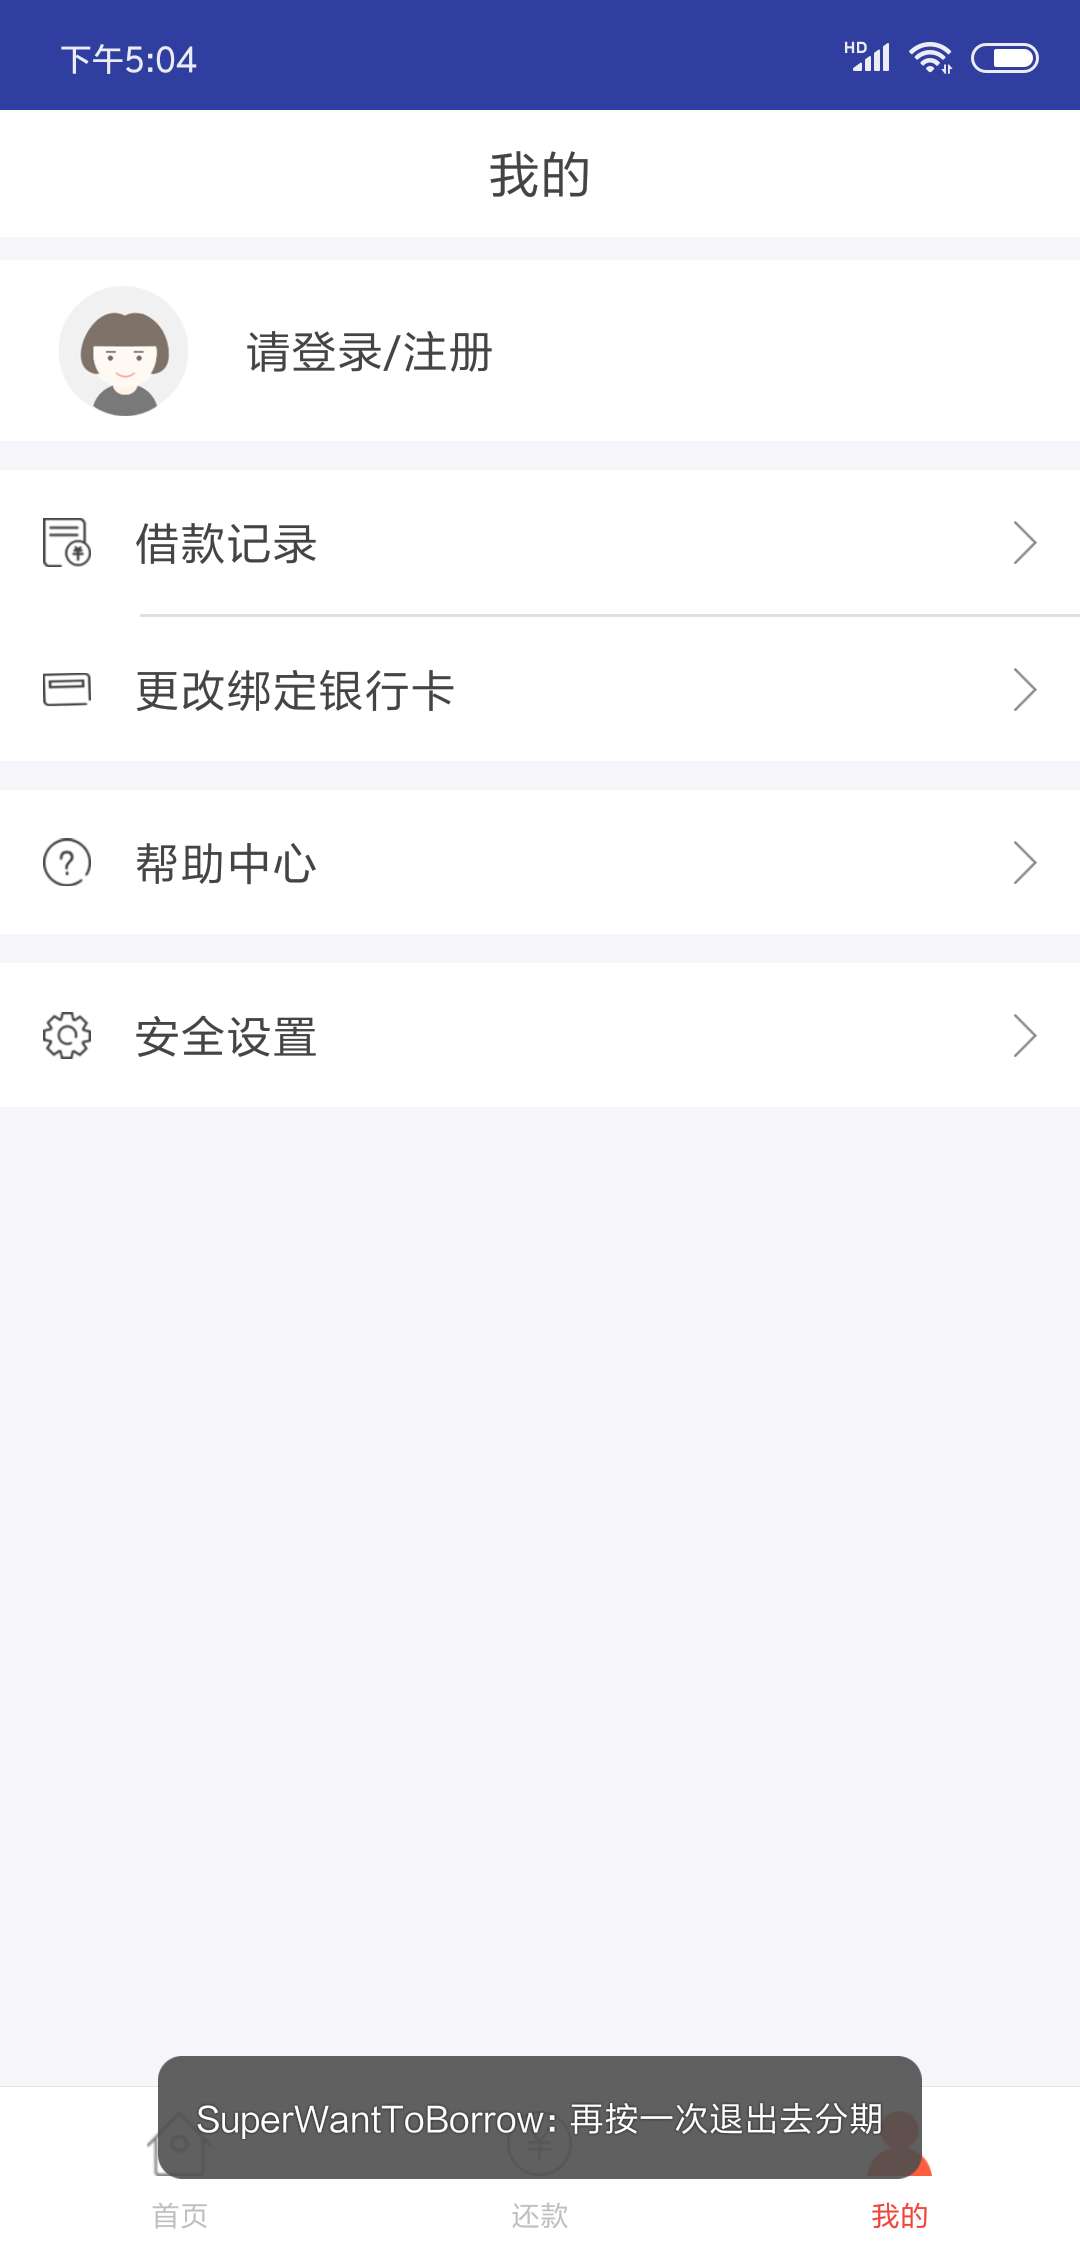 下午5:04
HD
我的
请登录/注册
借款记录
更改绑定银行卡
帮助中心
安全设置
SuperWantToBorrow: 再按一次退出去分期
首页
还款
我的